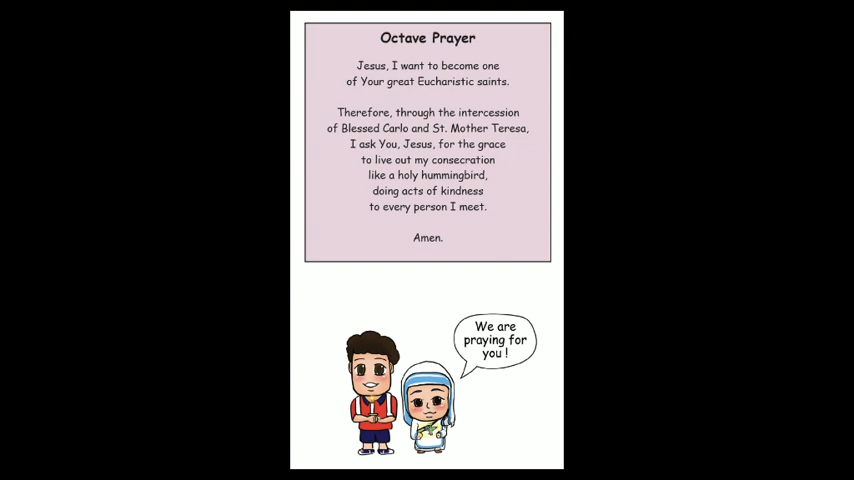 Octave Prayer
Jesus, I want to become one
of Your great Eucharistic saints.
Therefore, through the intercession
of Blessed Carlo and St. Mother Teresa,
I ask You, Jesus, for the grace
to live out my consecration
like a holy hummingbird,
doing acts of kindness
to every person I meet.
Amen.
We are
praying for
you !